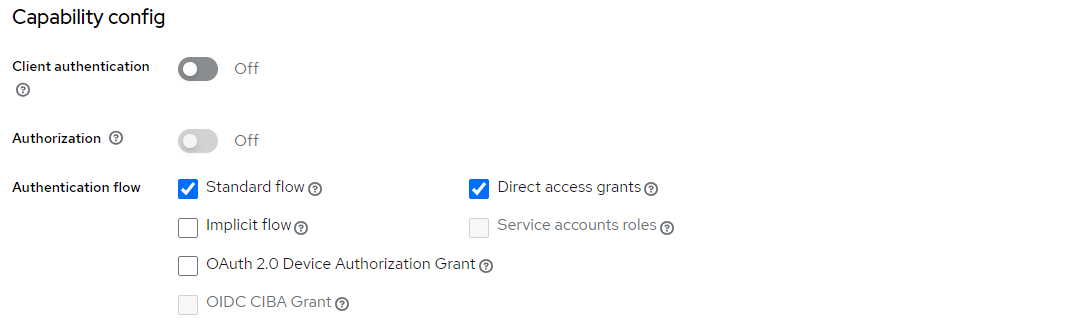 Capability config
Client authentication
Off
Authorization
Off
Authentication flow
Standard flow
Direct access grants
Implicit flow
Service accounts roles
OAuth 2.0 Device Authorization Grant
OIDC CIBA Grant